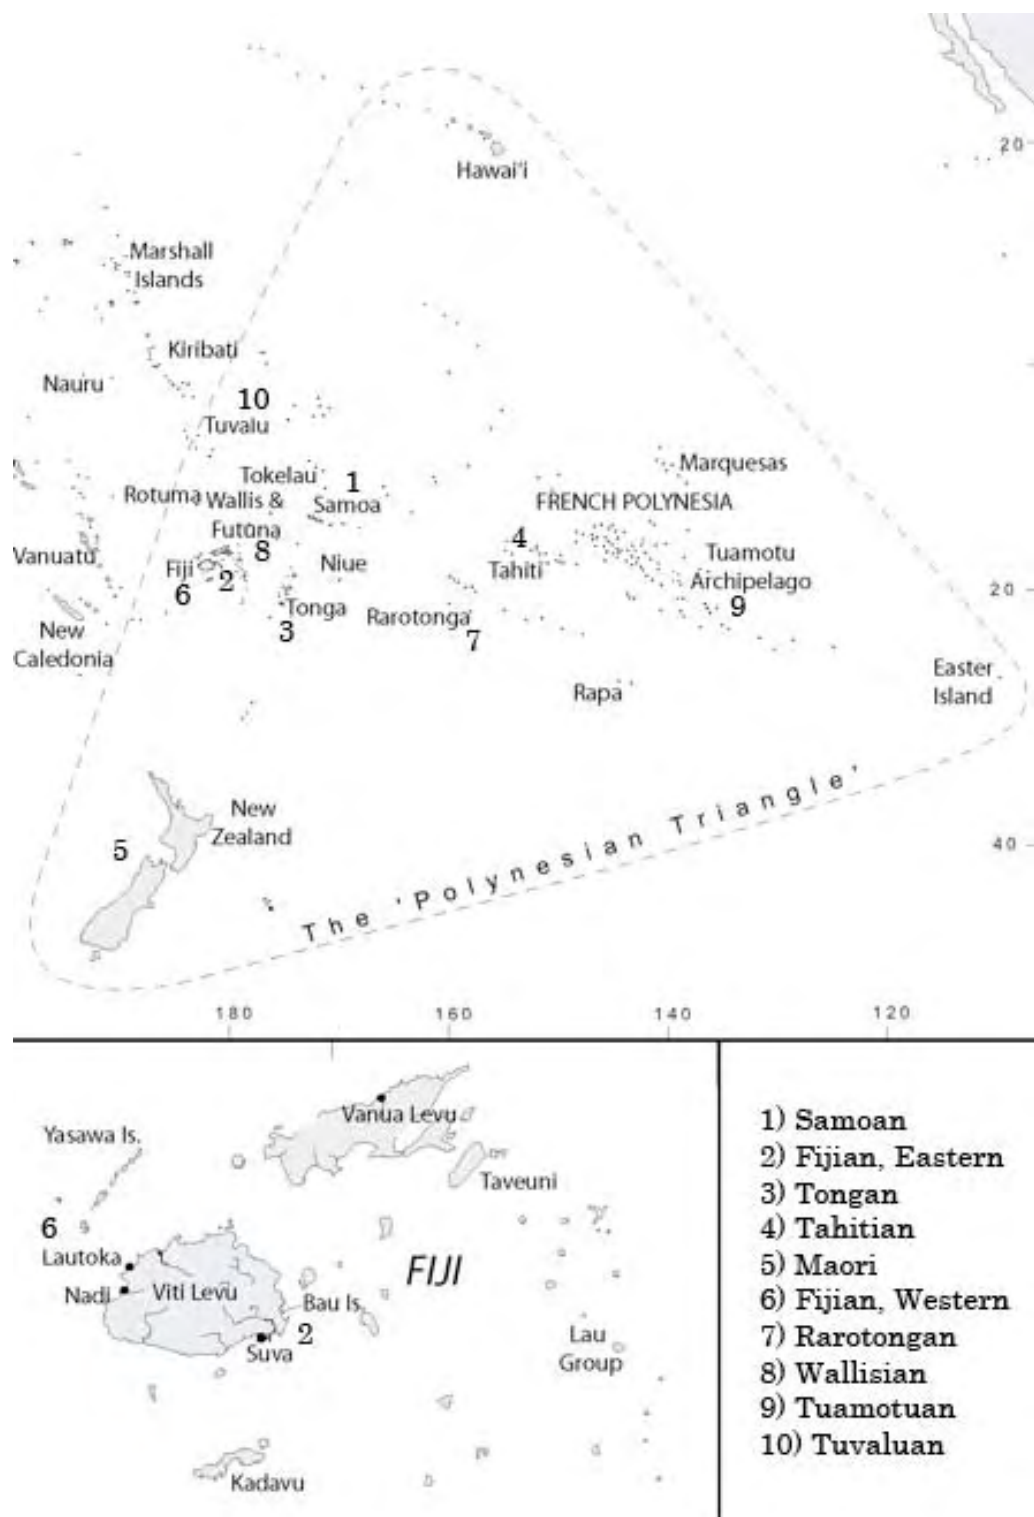 Hawai'i
20
Marshall
Islands
Kiribati
Nauru
10
Tuvalu
Tokelau
1
Samoa
Rotuma
Wallis &
Futuna
8
Marquesas
FRENCH POLYNESIA
4
Tahiti
Tuamotu
Archipelago
9
Vanuatu
Fiji
2
6
Niue
Tonga
3
Rarotonga
7
20
New
Caledonia
Rapa
Easter
Island
New
Zealand
5
40
The 'Polynesian Triangle'
180
160
140
120
Vanua Levu
Yasawa Is.
Taveuni
6
Lautoka
Nadi
Viti Levu
FIJI
Bau Is.
2
Suva
Lau
Group
Kadavu
1) Samoan
2) Fijian, Eastern
3) Tongan
4) Tahitian
5) Maori
6) Fijian, Western
7) Rarotongan
8) Wallisian
9) Tuamotuan
10) Tuvaluan